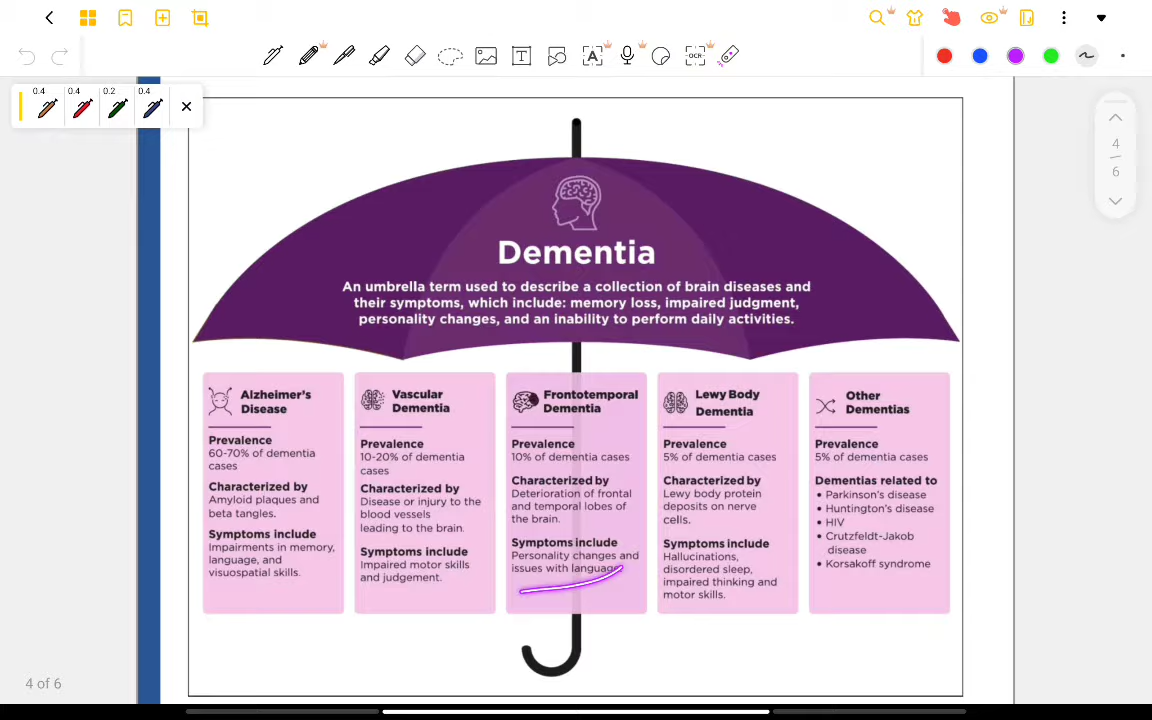 OCR
0.4
0.4
0.2
0.4
4
6
Dementia
An umbrella term used to describe a collection of brain diseases and
their symptoms, which include: memory loss, impaired judgment,
personality changes, and an inability to perform daily activities.
Alzheimer's
Disease
Prevalence
60-70% of dementia
cases
Characterized by
Amyloid plaques and
beta tangles.
Symptoms include
Impairments in memory,
language, and
visuospatial skills.
Vascular
Dementia
Prevalence
10-20% of dementia
cases
Characterized by
Disease or injury to the
blood vessels
leading to the brain.
Symptoms include
Impaired motor skills
and judgement.
Frontotemporal
Dementia
Prevalence
10% of dementia cases
Characterized by
Deterioration of frontal
and temporal lobes of
the brain.
Symptoms include
Personality changes and
issues with language.
Lewy Body
Dementia
Prevalence
5% of dementia cases
Characterized by
Lewy body protein
deposits on nerve
cells.
Symptoms include
Hallucinations,
disordered sleep,
impaired thinking and
motor skills.
Other
Dementias
Prevalence
5% of dementia cases
Dementias related to
• Parkinson's disease
• Huntington's disease
• HIV
• Crutzfeldt-Jakob
disease
• Korsakoff syndrome
4 of 6